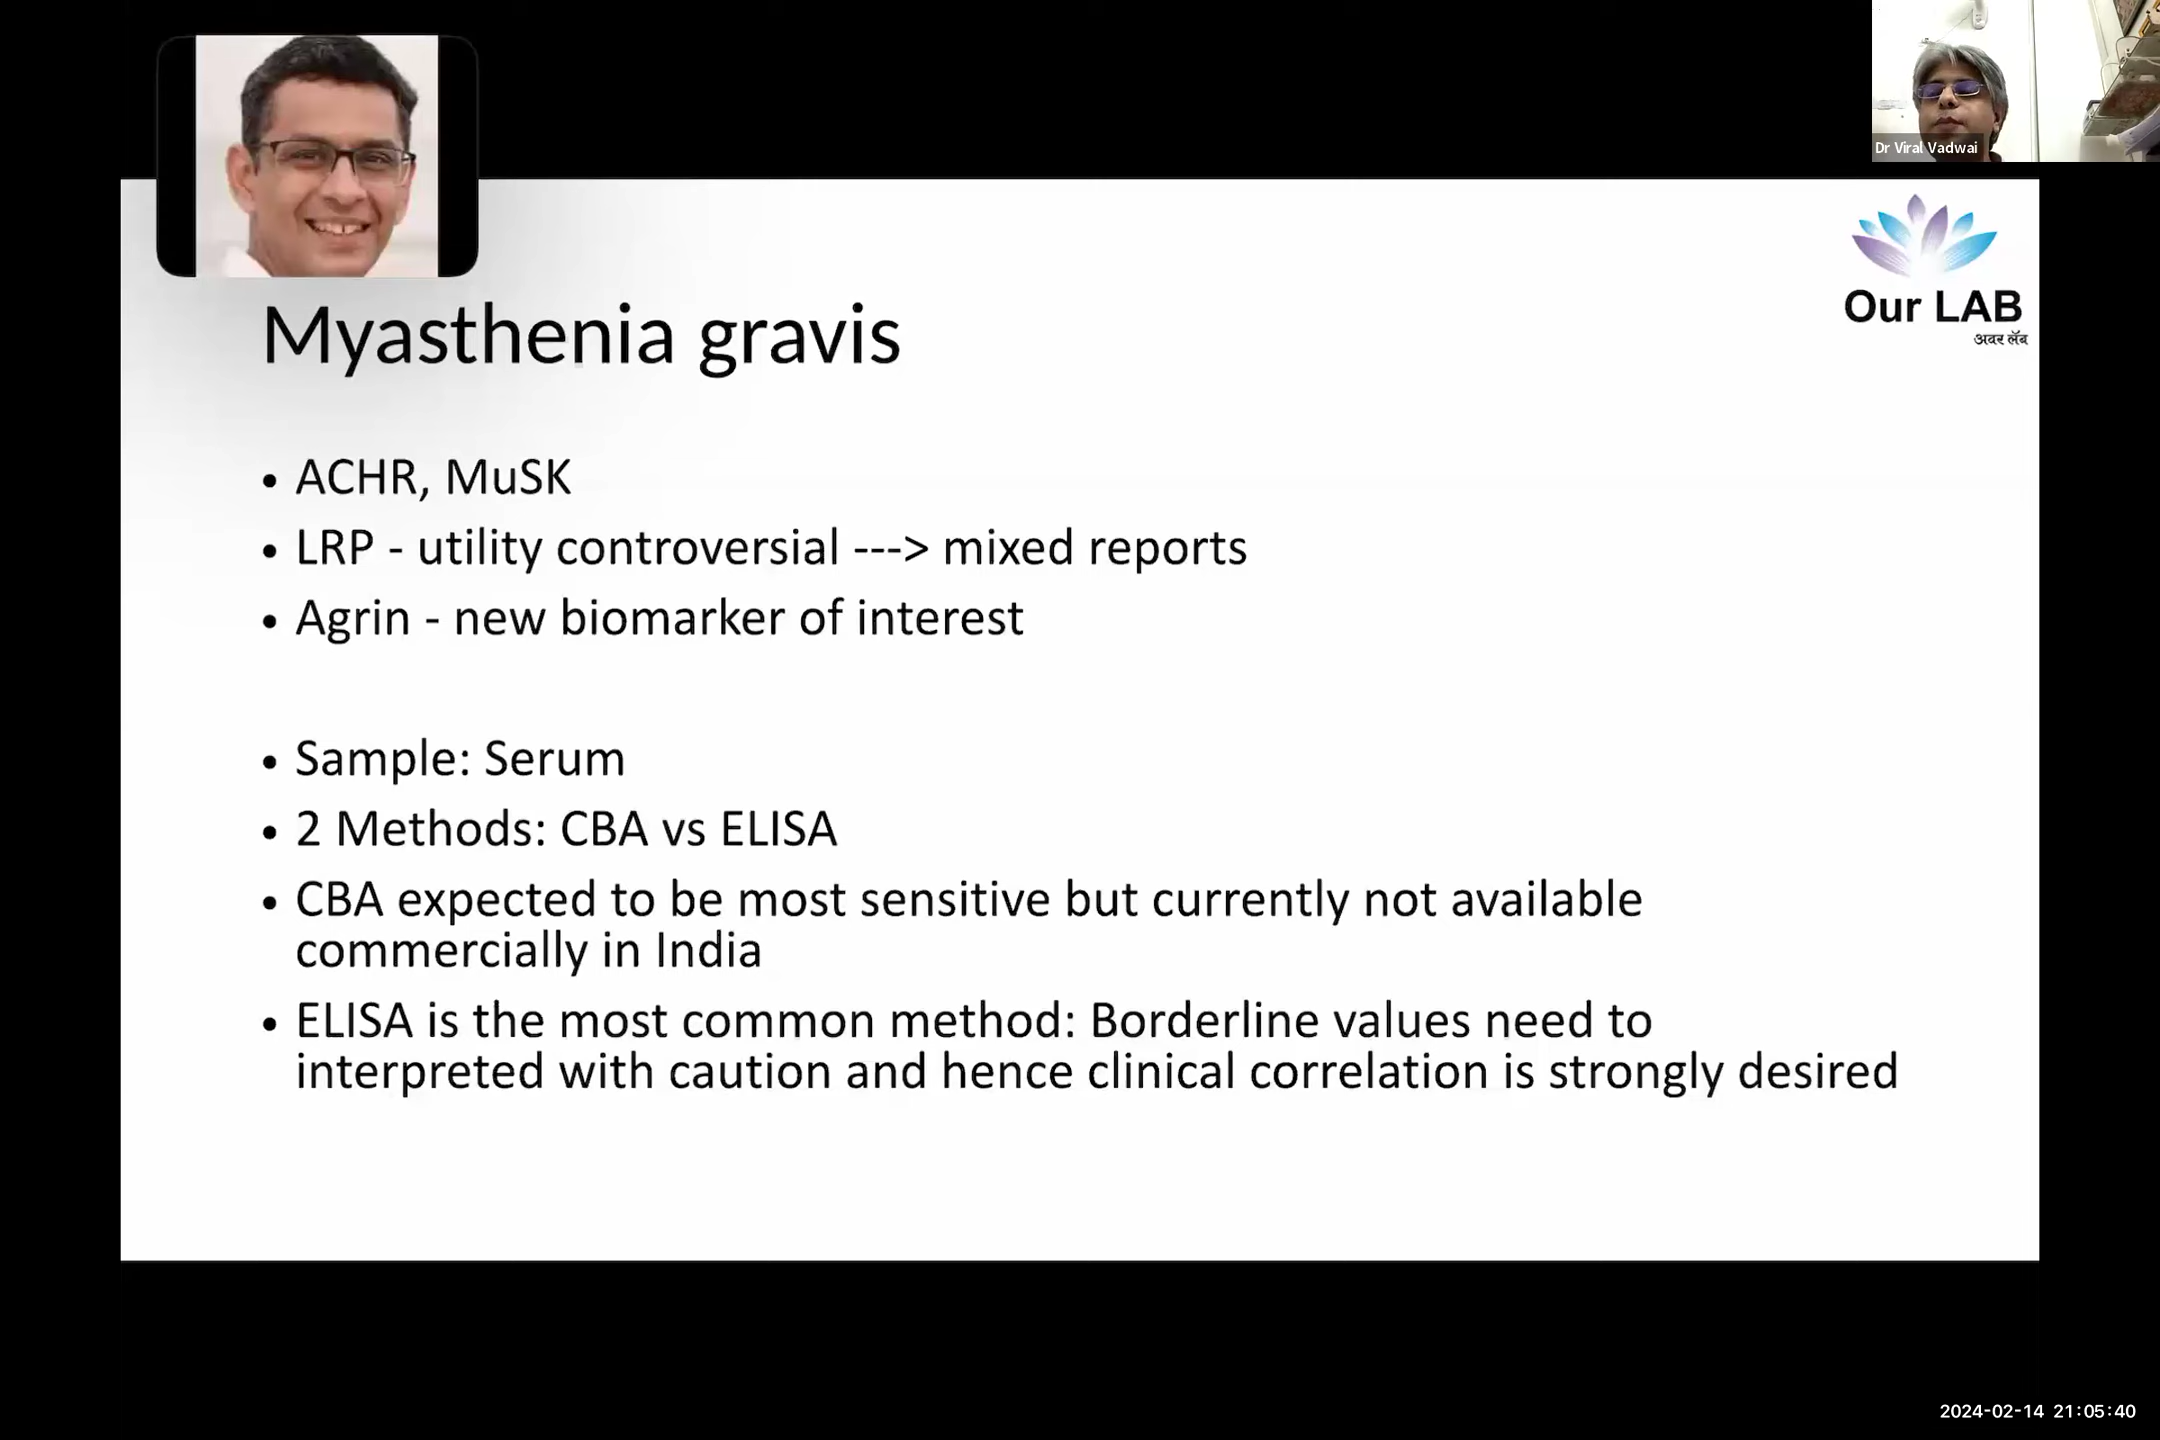 Dr Viral Vadwai
Our LAB
अवर लॅब
Myasthenia gravis
• ACHR, MuSK
• LRP - utility controversial ---> mixed reports
• Agrin - new biomarker of interest
• Sample: Serum
• 2 Methods: CBA vs ELISA
• CBA expected to be most sensitive but currently not available
commercially in India
• ELISA is the most common method: Borderline values need to
interpreted with caution and hence clinical correlation is strongly desired
2024-02-14 21:05:40